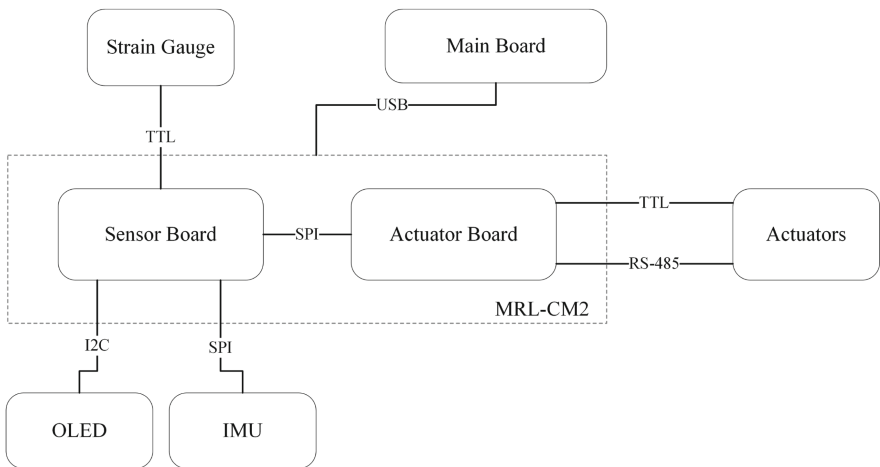 Strain Gauge
Main Board
USB
TTL
Sensor Board
SPI
Actuator Board
TTL
RS-485
Actuators
MRL-CM2
I2C
SPI
OLED
IMU